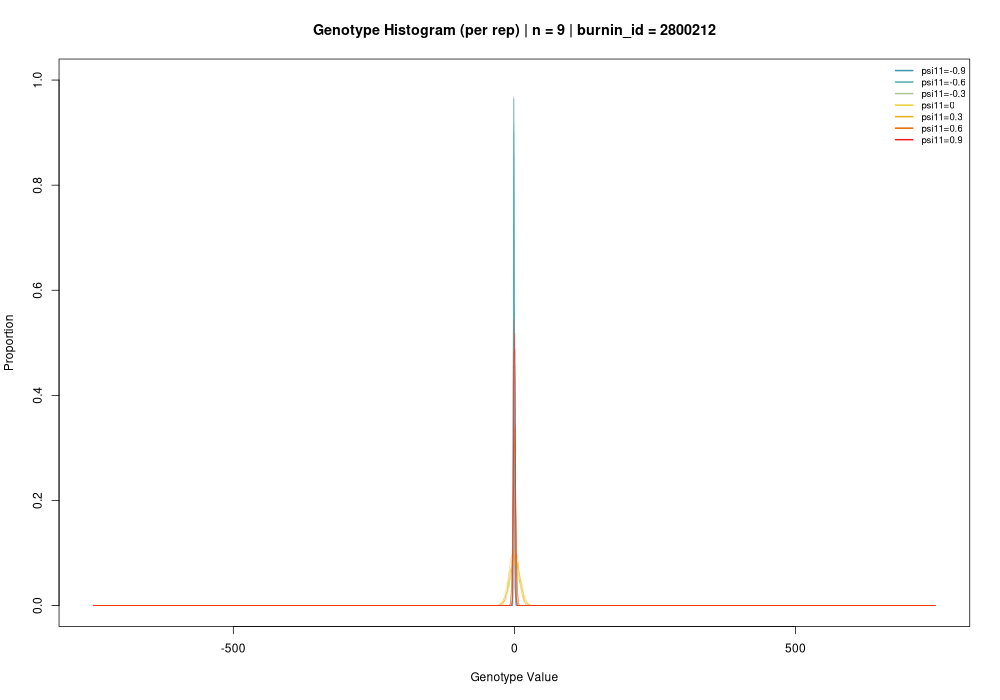 Genotype Histogram (per rep) | n = 9 | burnin_id = 2800212
psi11=-0.9
psi11=-0.6
psi11=-0.3
psi11=0
psi11=0.3
psi11=0.6
psi11=0.9
1.0
0.8
0.6
0.4
0.2
0.0
Proportion
-500
0
500
Genotype Value